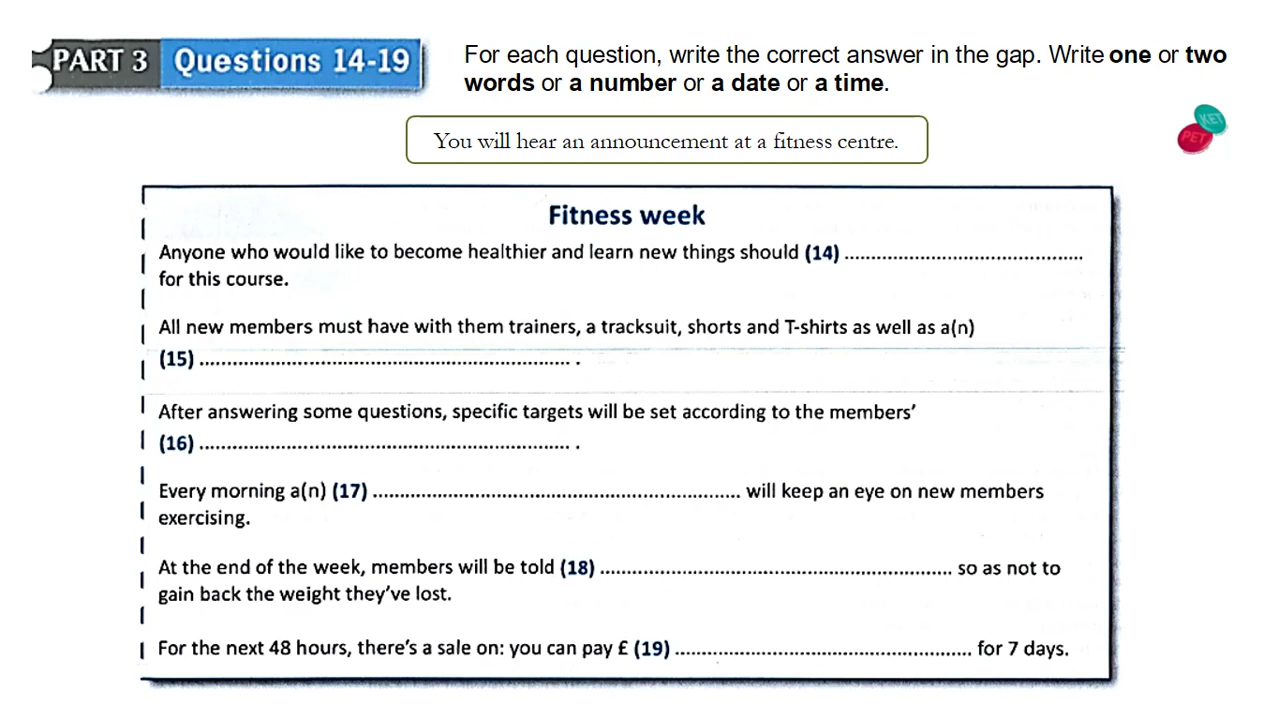 PART 3 Questions 14-19
For each question, write the correct answer in the gap. Write one or two
words or a number or a date or a time.
You will hear an announcement at a fitness centre.
KET
PET
Fitness week
Anyone who would like to become healthier and learn new things should (14) ..........................................
for this course.
All new members must have with them trainers, a tracksuit, shorts and T-shirts as well as a(n)
(15) .................................................................. .
After answering some questions, specific targets will be set according to the members'
(16) .................................................................. .
Every morning a(n) (17) .................................................................. will keep an eye on new members
exercising.
At the end of the week, members will be told (18) .............................................................. so as not to
gain back the weight they've lost.
For the next 48 hours, there's a sale on: you can pay £ (19) .................................................... for 7 days.